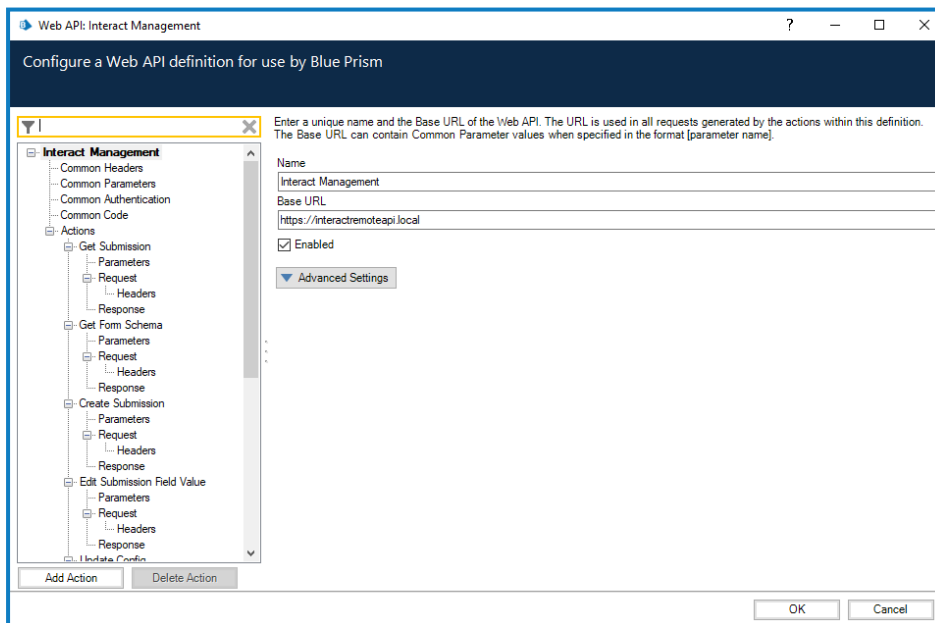 Web API: Interact Management
Configure a Web API definition for use by Blue Prism
Enter a unique name and the Base URL of the Web API. The URL is used in all requests generated by the actions within this definition.
The Base URL can contain Common Parameter values when specified in the format [parameter name].
Interact Management
Common Headers
Common Parameters
Common Authentication
Common Code
Actions
Get Submission
Parameters
Request
Headers
Response
Get Form Schema
Parameters
Request
Headers
Response
Create Submission
Parameters
Request
Headers
Response
Edit Submission Field Value
Parameters
Request
Headers
Response
Update Config
Name
Interact Management
Base URL
https://interactremoteapi.local
Enabled
Advanced Settings
Add Action
Delete Action
OK
Cancel